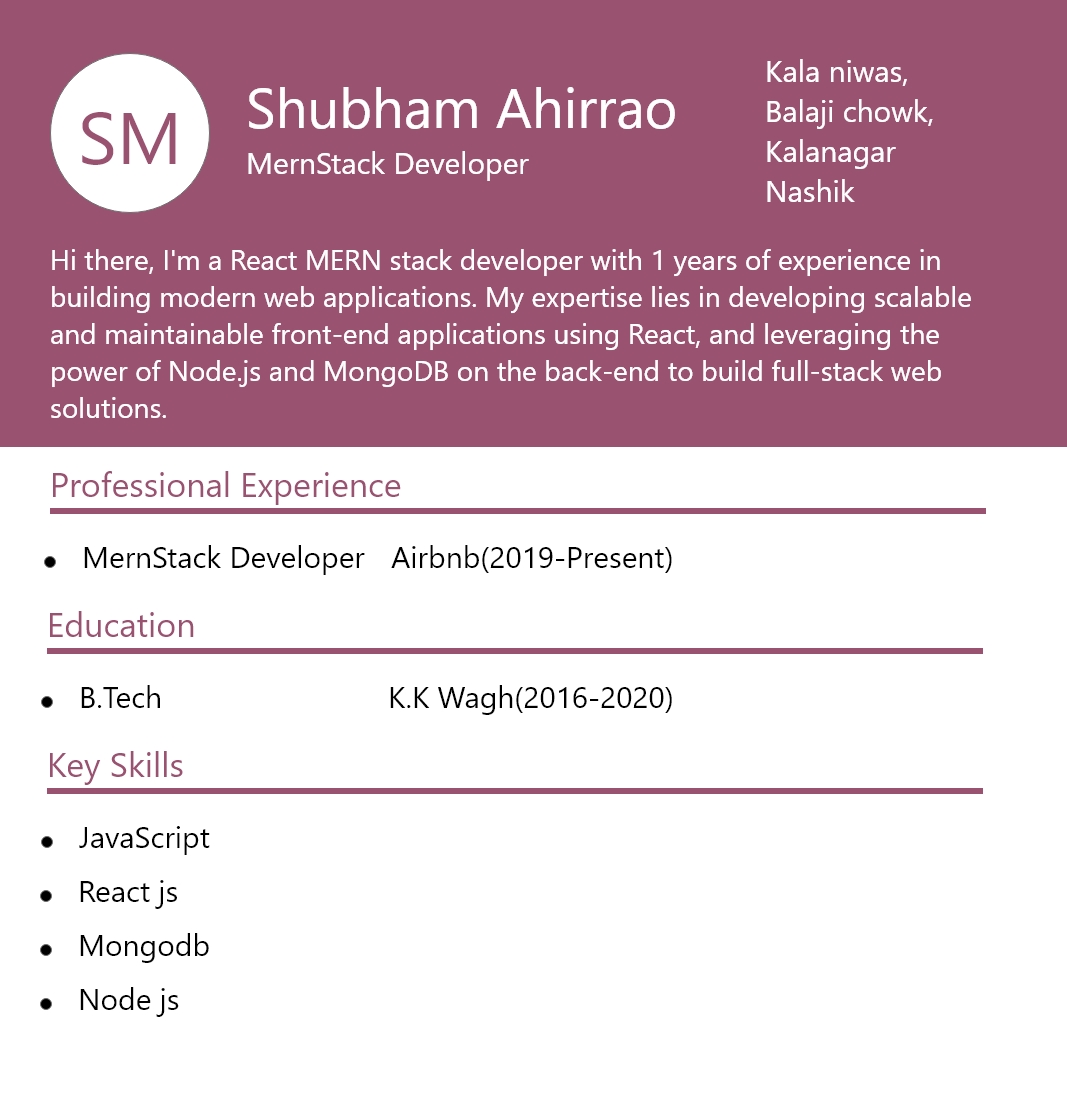 SM
Shubham Ahirrao
MernStack Developer
Kala niwas,
Balaji chowk,
Kalanagar
Nashik
Hi there, I'm a React MERN stack developer with 1 years of experience in
building modern web applications. My expertise lies in developing scalable
and maintainable front-end applications using React, and leveraging the
power of Node.js and MongoDB on the back-end to build full-stack web
solutions.
Professional Experience
MernStack Developer Airbnb(2019-Present)
Education
B.Tech K.K Wagh(2016-2020)
Key Skills
JavaScript
React js
Mongodb
Node js